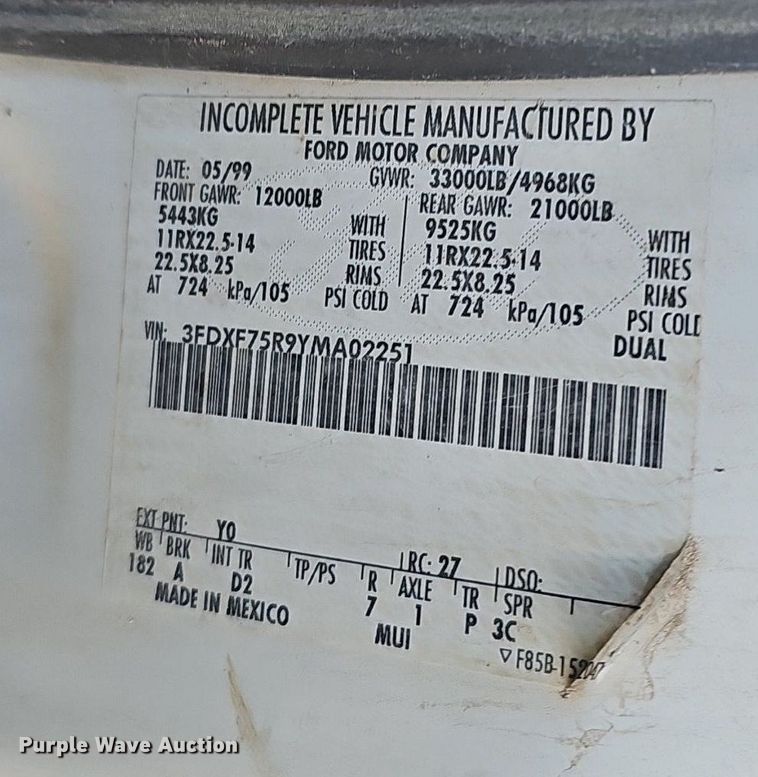 INCOMPLETE VEHICLE MANUFACTURED BY
FORD MOTOR COMPANY
DATE: 05/99 GVWR: 33000LB/4968KG
FRONT GAWR: 12000LB REAR GAWR: 21000LB
5443KG WITH 9525KG WITH
11RX22.5-14 TIRES 11RX22.5-14 TIRES
22.5X8.25 RIMS 22.5X8.25 RIMS
AT 724 kPa/105 PSI COLD AT 724 kPa/105 PSI COLD
DUAL
VIN: 3FDXF75R9YMA02251
EXT PNT: YO RC: 27 DSO:
WB BRK INT TR TP/PS R AXLE TR SPR
182 A D2 7 1 P 3C
MADE IN MEXICO MUI
F85B-152047
Purple Wave Auction